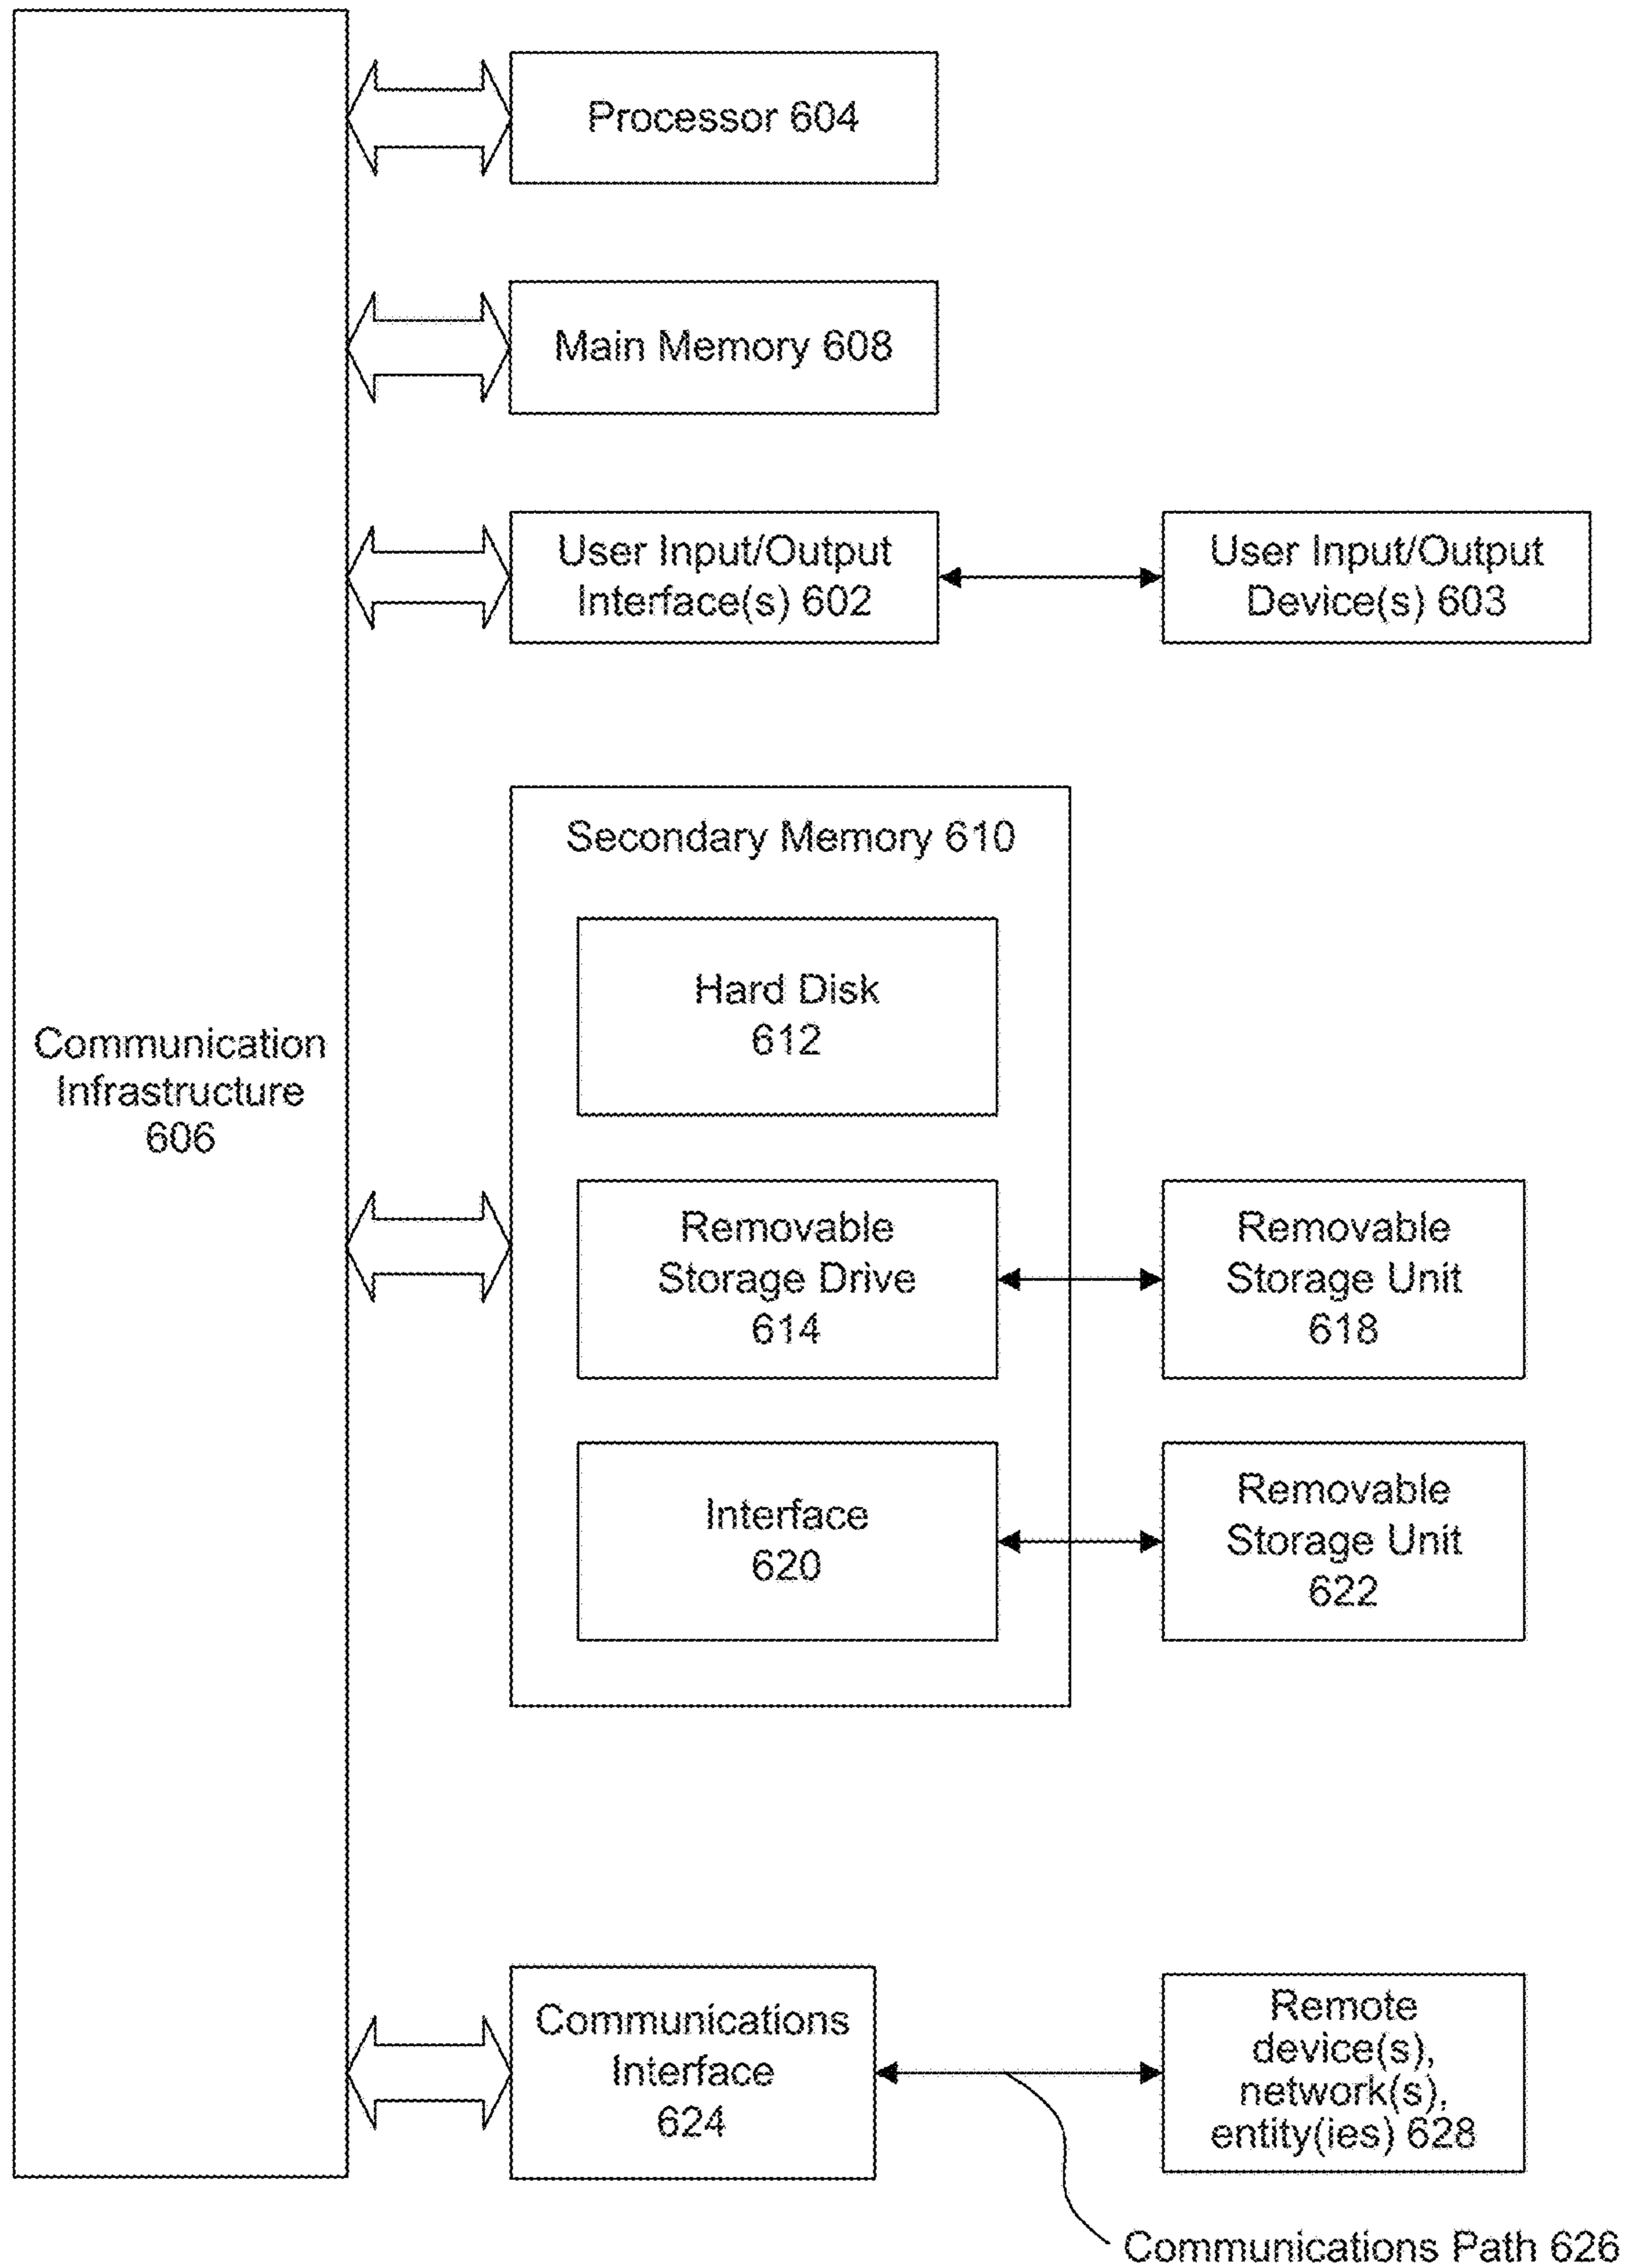 Processor 604
Main Memory 608
User Input/Output
Interface(s) 602
User Input/Output
Device(s) 603
Secondary Memory 610
Hard Disk
612
Communication
Infrastructure
606
Removable
Storage Drive
614
Removable
Storage Unit
618
Interface
620
Removable
Storage Unit
622
Communications
Interface
624
Remote
device(s),
network(s),
entity(ies) 628
Communications Path 626